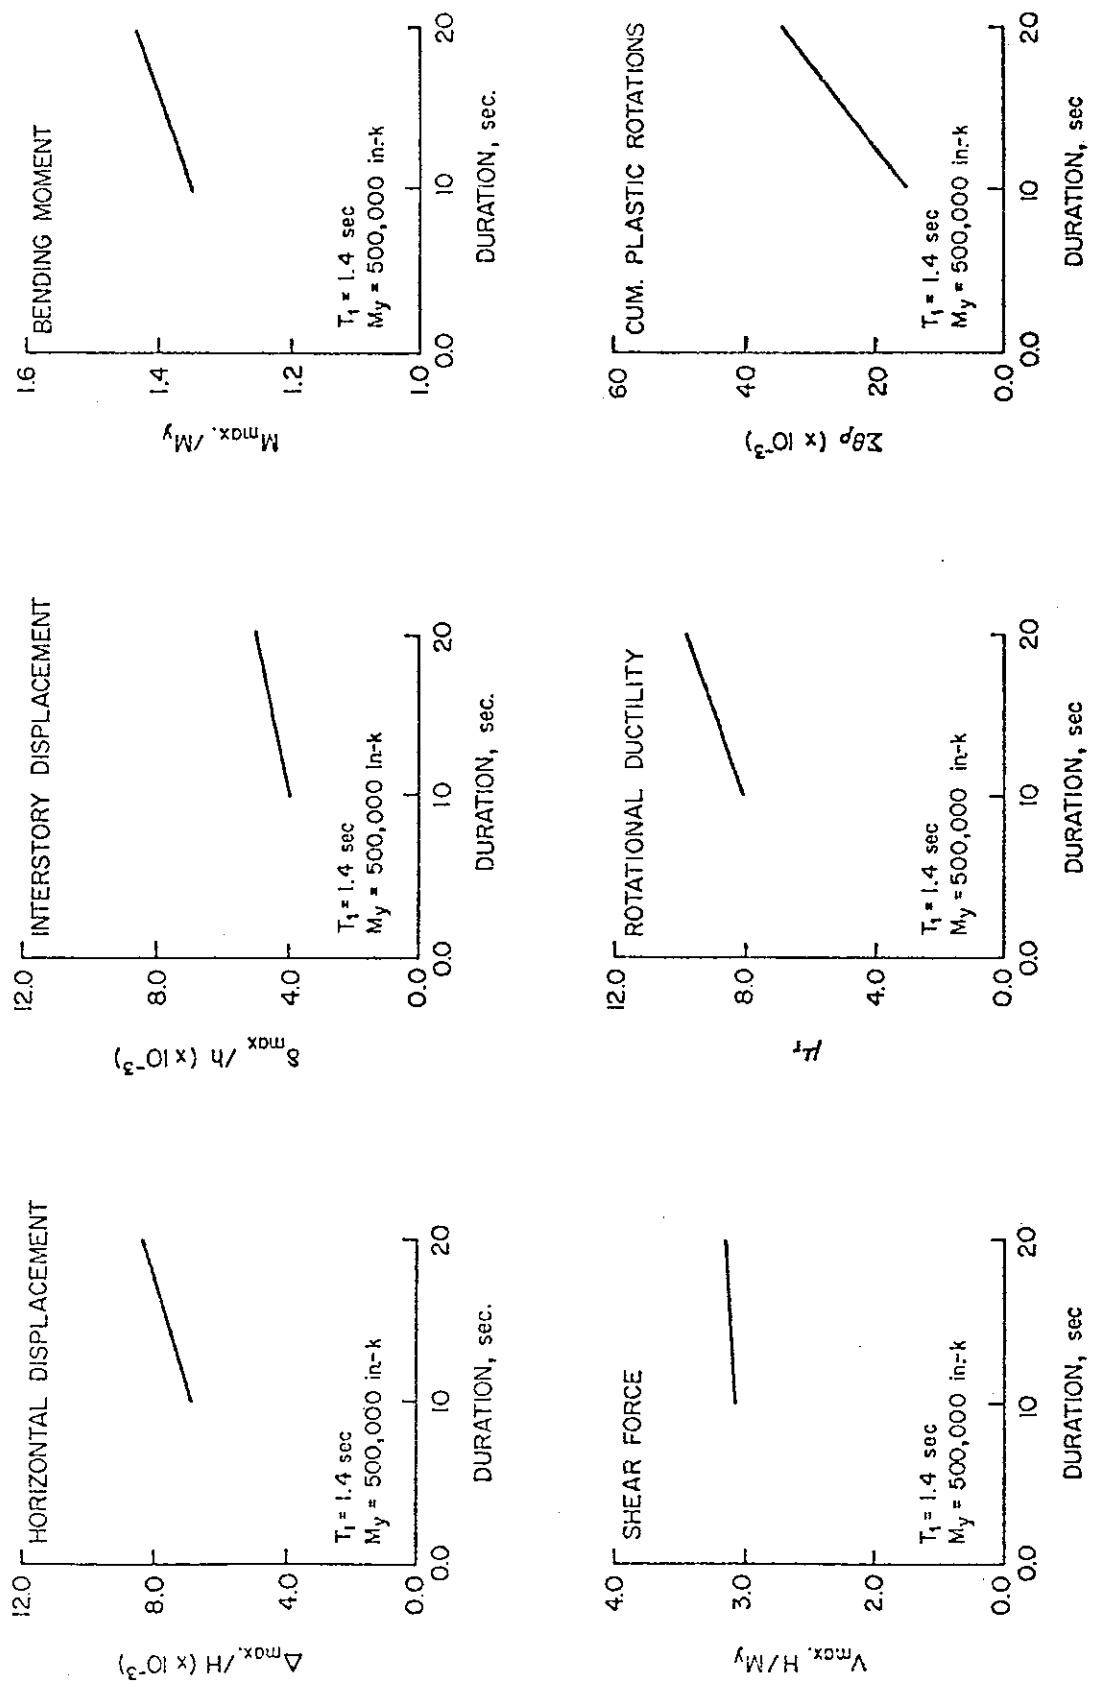 HORIZONTAL DISPLACEMENT
12.0
8.0
4.0
0.0
Δmax./H (x 10-3)
T1 = 1.4 sec
My = 500,000 in.-k
0.0
10
20
DURATION, sec.
INTERSTORY DISPLACEMENT
12.0
8.0
4.0
0.0
δmax /h (x 10-3)
T1 = 1.4 sec
My = 500,000 In.-k
0.0
10
20
DURATION, sec.
BENDING MOMENT
1.6
1.4
1.2
1.0
Mmax./My
T1 = 1.4 sec
My = 500,000 in.-k
0.0
10
20
DURATION, sec.
SHEAR FORCE
4.0
3.0
2.0
0.0
Vmax. H/My
T1 = 1.4 sec
My = 500,000 in.-k
0.0
10
20
DURATION, sec
ROTATIONAL DUCTILITY
12.0
8.0
4.0
0.0
μr
T1 = 1.4 sec
My = 500,000 in.-k
0.0
10
20
DURATION, sec
CUM. PLASTIC ROTATIONS
60
40
20
0.0
Σθp (x 10-3)
T1 = 1.4 sec
My = 500,000 in.-k
0.0
10
20
DURATION, sec